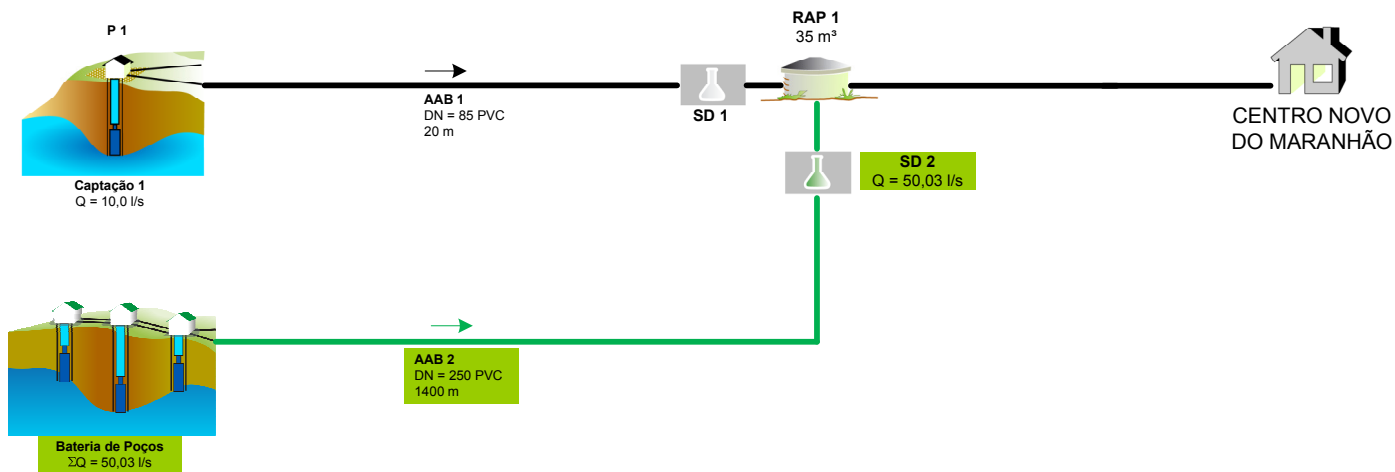 P 1
RAP 1
35 m³
AAB 1
DN = 85 PVC
20 m
SD 1
CENTRO NOVO
DO MARANHÃO
Captação 1
Q = 10,0 l/s
SD 2
Q = 50,03 l/s
AAB 2
DN = 250 PVC
1400 m
Bateria de Poços
ΣQ = 50,03 l/s